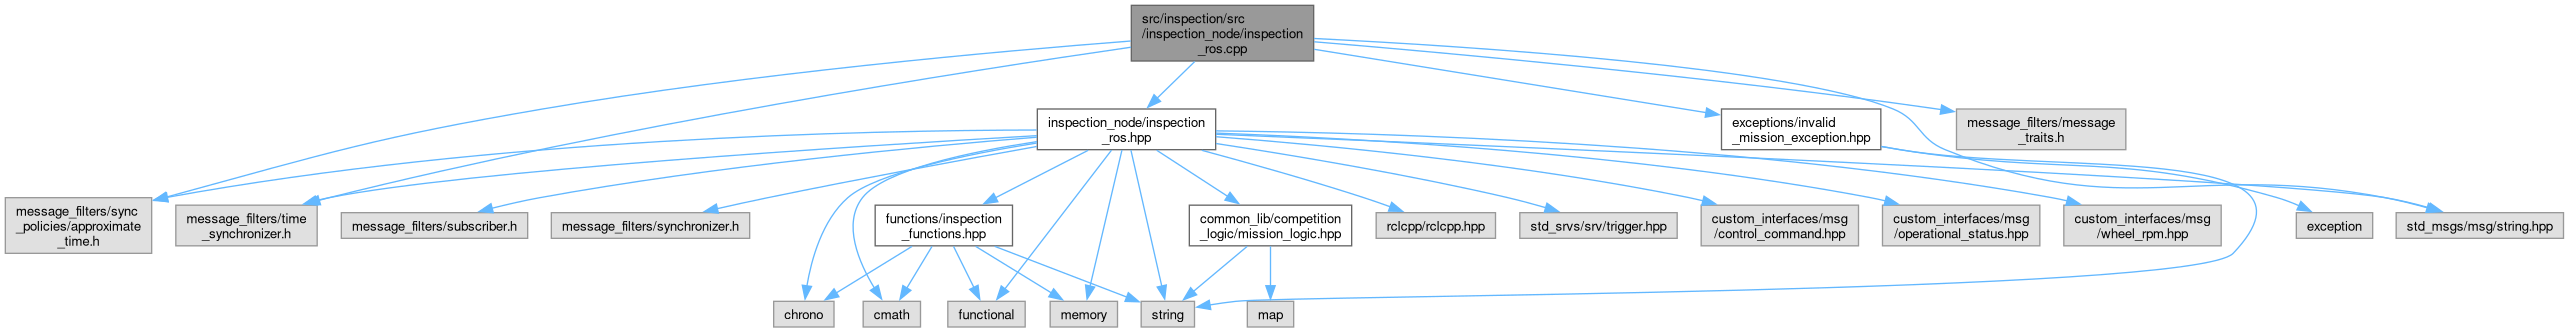 src/inspection/src
/inspection_node/inspection
_ros.cpp
inspection_node/inspection
_ros.hpp
exceptions/invalid
_mission_exception.hpp
message_filters/message
_traits.h
message_filters/sync
_policies/approximate
_time.h
message_filters/time
_synchronizer.h
message_filters/subscriber.h
message_filters/synchronizer.h
functions/inspection
_functions.hpp
common_lib/competition
_logic/mission_logic.hpp
rclcpp/rclcpp.hpp
std_srvs/srv/trigger.hpp
custom_interfaces/msg
/control_command.hpp
custom_interfaces/msg
/operational_status.hpp
custom_interfaces/msg
/wheel_rpm.hpp
exception
std_msgs/msg/string.hpp
chrono
cmath
functional
memory
string
map